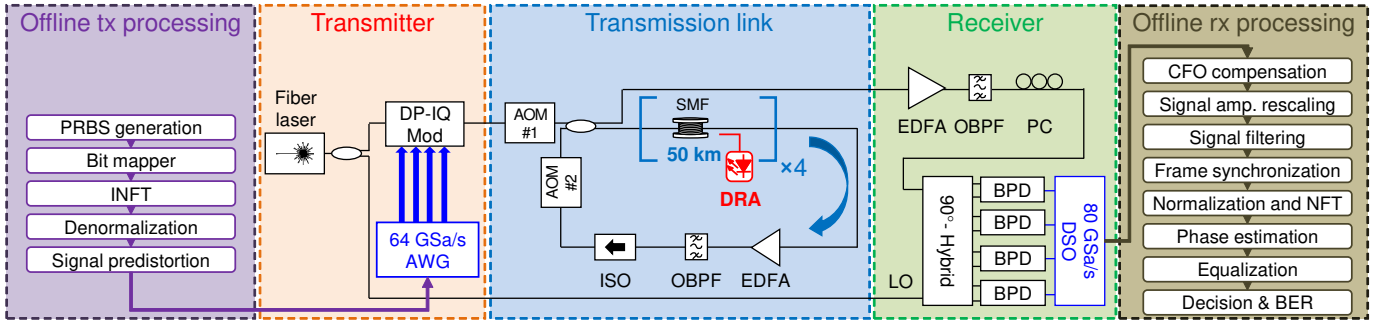 Offline tx processing
PRBS generation
Bit mapper
INFT
Denormalization
Signal predistortion
Transmitter
Fiber
laser
DP-IQ
Mod
64 GSa/s
AWG
Transmission link
AOM
#1
SMF
50 km
×4
DRA
AOM
#2
ISO
OBPF
EDFA
Receiver
EDFA
OBPF
PC
LO
90° - Hybrid
BPD
BPD
BPD
BPD
80 GSa/s
DSO
Offline rx processing
CFO compensation
Signal amp. rescaling
Signal filtering
Frame synchronization
Normalization and NFT
Phase estimation
Equalization
Decision & BER